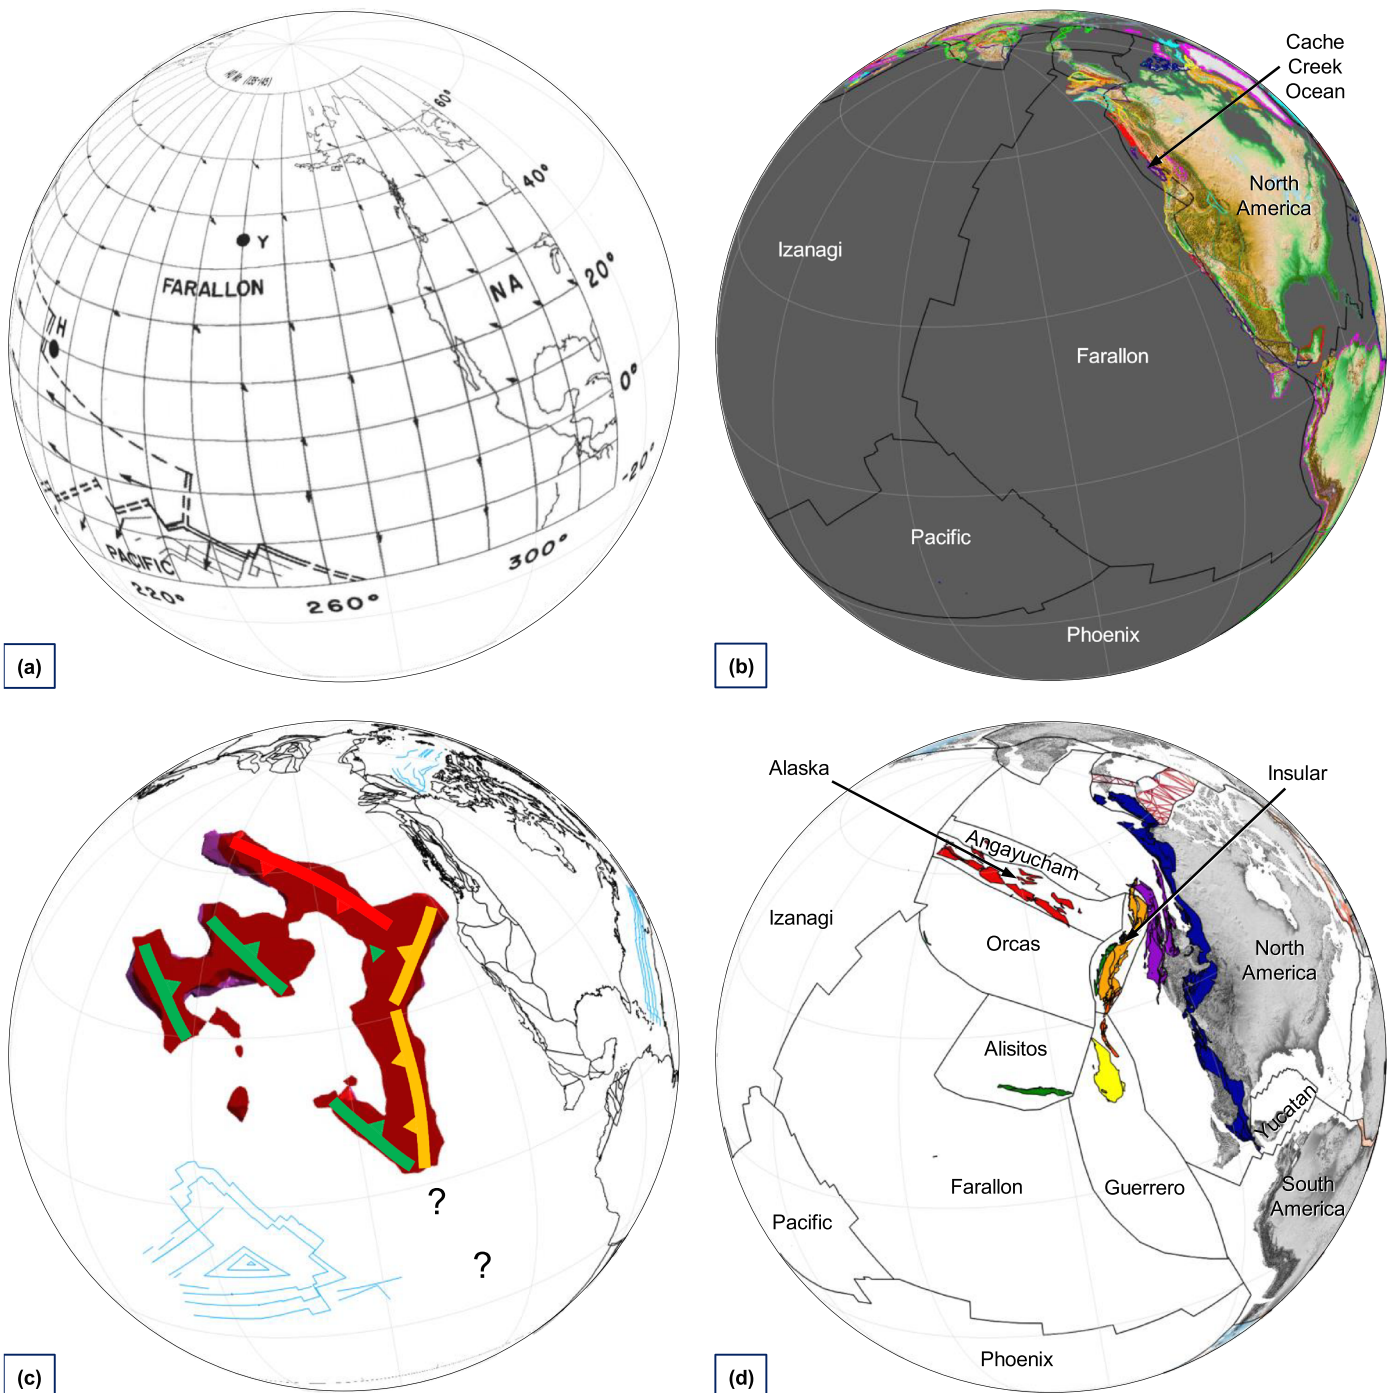 60°
40°
Y
FARALLON
NA
20°
H
0°
-20°
PACIFIC
220°
260°
300°
(a)
Cache
Creek
Ocean
North
America
Izanagi
Farallon
Pacific
Phoenix
(b)
?
?
(c)
Alaska
Insular
Angayucham
Izanagi
Orcas
North
America
Alisitos
Yucatan
Farallon
Guerrero
South
America
Pacific
Phoenix
(d)